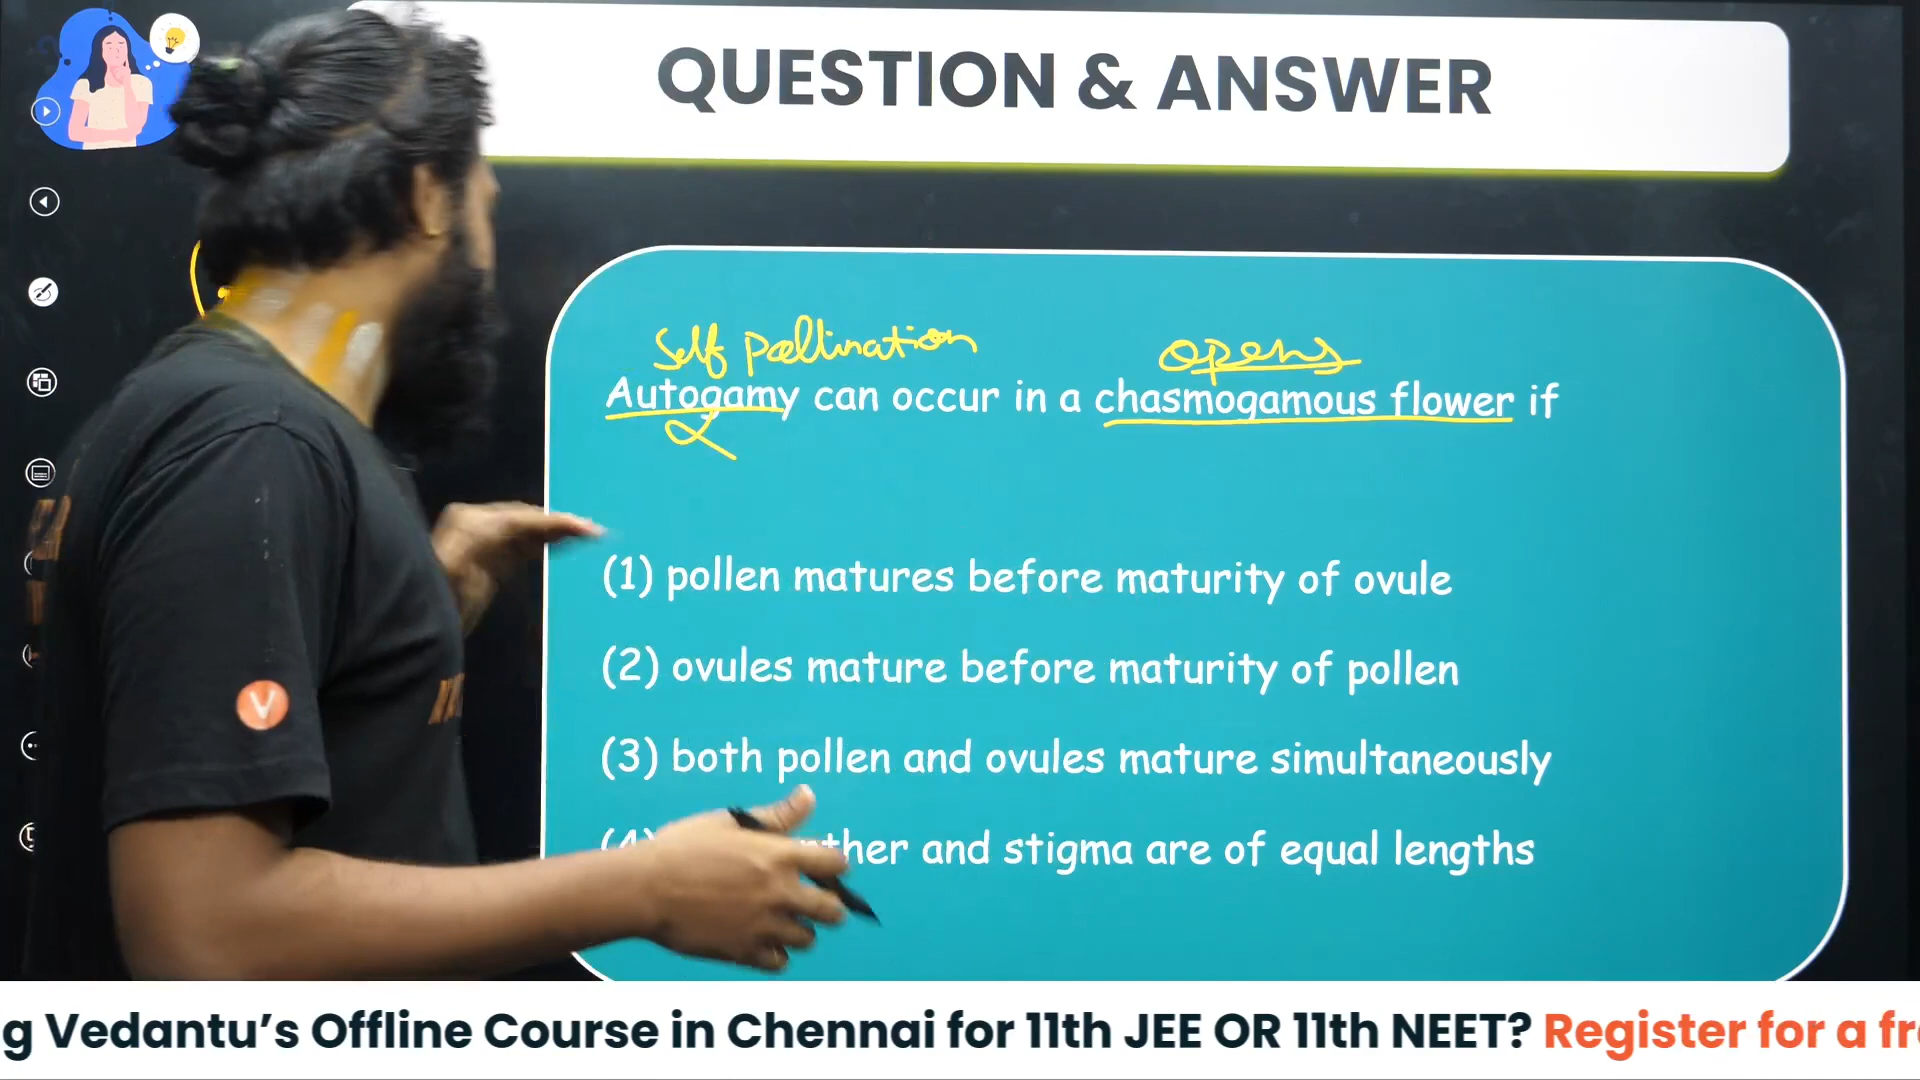 QUESTION & ANSWER
Self pollination opens
Autogamy can occur in a chasmogamous flower if
(1) pollen matures before maturity of ovule
(2) ovules mature before maturity of pollen
(3) both pollen and ovules mature simultaneously
and stigma are of equal lengths
V
g Vedantu’s Offline Course in Chennai for 11th JEE OR 11th NEET? Register for a